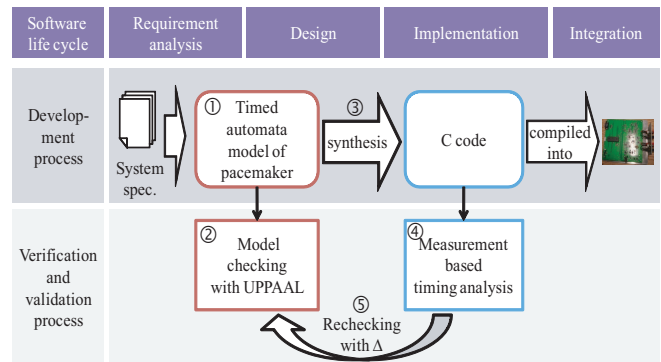 Software
life cycle
Requirement
analysis
Design
Implementation
Integration
Develop-
ment
process
System
spec.
①
Timed
automata
model of
pacemaker
③
synthesis
C code
compiled
into
Verification
and
validation
process
②
Model
checking
with UPPAAL
④
Measurement
based
timing analysis
⑤
Rechecking
with Δ